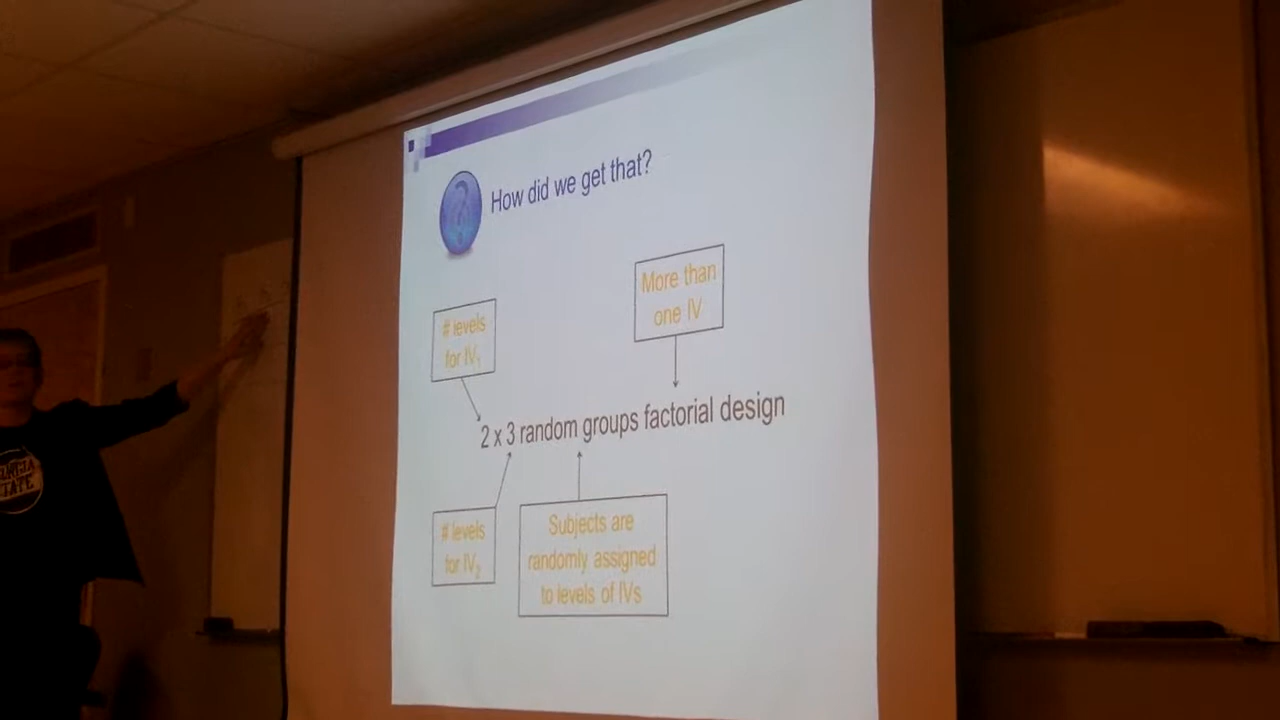 How did we get that?
More than
one IV
# levels
for IV₁
2 x 3 random groups factorial design
# levels
for IV₂
Subjects are
randomly assigned
to levels of IVs
STATE